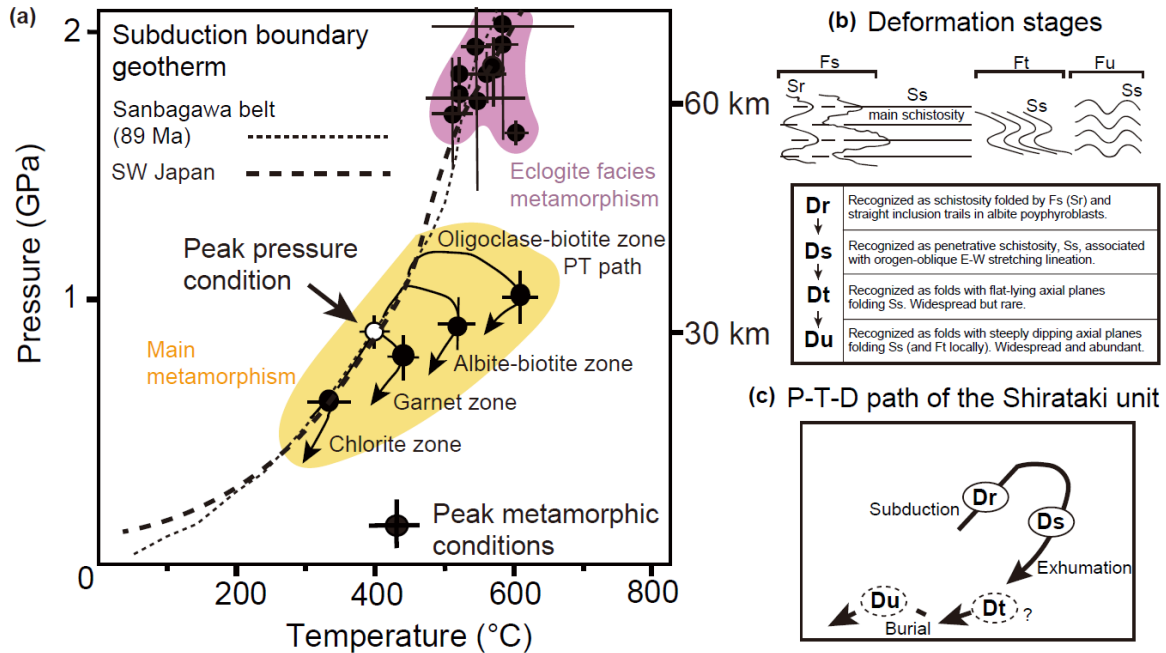 (a)
2
Subduction boundary
geotherm
Sanbagawa belt
(89 Ma)
SW Japan
Eclogite facies
metamorphism
Oligoclase-biotite zone
PT path
Peak pressure
condition
1
Main
metamorphism
Albite-biotite zone
Garnet zone
Chlorite zone
Peak metamorphic
conditions
0
200
400
600
800
Pressure (GPa)
Temperature (°C)
60 km
30 km
(b) Deformation stages
Fs
Ft
Fu
Sr
Ss
Ss
Ss
main schistosity
Dr
Recognized as schistosity folded by Fs (Sr) and
straight inclusion trails in albite poyphyroblasts.
Ds
Recognized as penetrative schistosity, Ss, associated
with orogen-oblique E-W stretching lineation.
Dt
Recognized as folds with flat-lying axial planes
folding Ss. Widespread but rare.
Du
Recognized as folds with steeply dipping axial planes
folding Ss (and Ft locally). Widespread and abundant.
(c) P-T-D path of the Shirataki unit
Subduction
Dr
Ds
Exhumation
Du
Dt
?
Burial